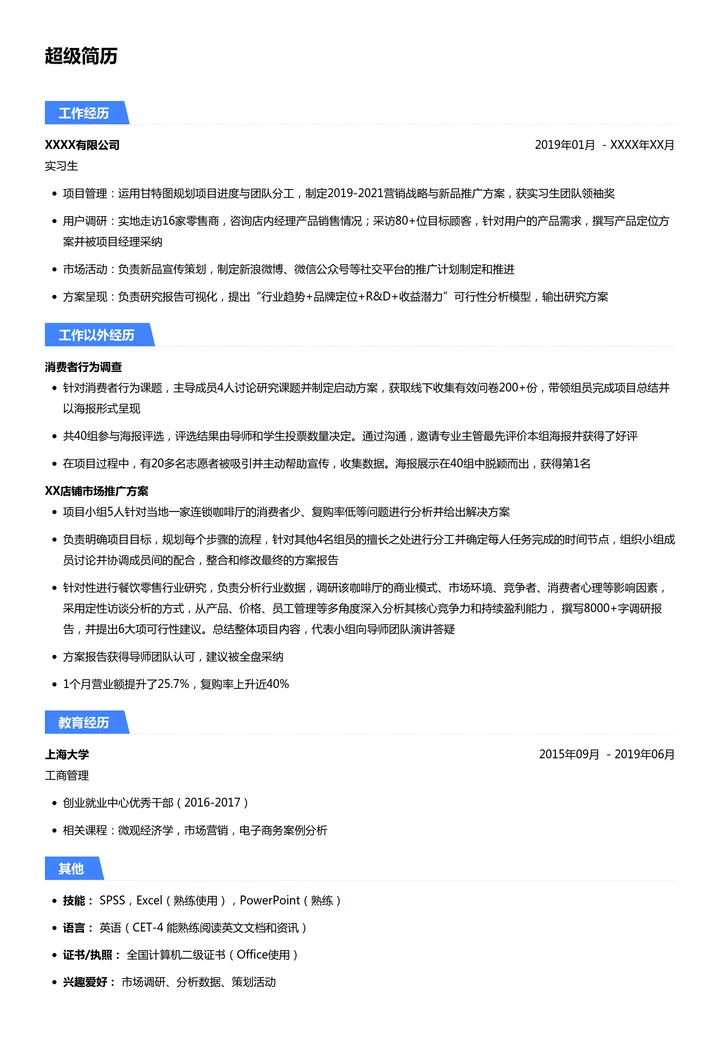 超级简历
工作经历
XXXX有限公司 2019年01月 - XXXX年XX月
实习生
• 项目管理：运用甘特图规划项目进度与团队分工，制定2019-2021营销战略与新品推广方案，获实习生团队领袖奖
• 用户调研：实地走访16家零售商，咨询店内经理产品销售情况；采访80+位目标顾客，针对用户的产品需求，撰写产品定位方
案并被项目经理采纳
• 市场活动：负责新品宣传策划，制定新浪微博、微信公众号等社交平台的推广计划制定和推进
• 方案呈现：负责研究报告可视化，提出“行业趋势+品牌定位+R&D+收益潜力”可行性分析模型，输出研究方案
工作以外经历
消费者行为调查
• 针对消费者行为课题，主导成员4人讨论研究课题并制定启动方案，获取线下收集有效问卷200+份，带领组员完成项目总结并
以海报形式呈现
• 共40组参与海报评选，评选结果由导师和学生投票数量决定。通过沟通，邀请专业主管最先评价本组海报并获得了好评
• 在项目过程中，有20多名志愿者被吸引并主动帮助宣传，收集数据。海报展示在40组中脱颖而出，获得第1名
XX店铺市场推广方案
• 项目小组5人针对当地一家连锁咖啡厅的消费者少、复购率低等问题进行分析并给出解决方案
• 负责明确项目目标，规划每个步骤的流程，针对其他4名组员的擅长之处进行分工并确定每人任务完成的时间节点，组织小组成
员讨论并协调成员间的配合，整合和修改最终的方案报告
• 针对性进行餐饮零售行业研究，负责分析行业数据，调研该咖啡厅的商业模式、市场环境、竞争者、消费者心理等影响因素，
采用定性访谈分析的方式，从产品、价格、员工管理等多角度深入分析其核心竞争力和持续盈利能力， 撰写8000+字调研报
告，并提出6大项可行性建议。总结整体项目内容，代表小组向导师团队演讲答疑
• 方案报告获得导师团队认可，建议被全盘采纳
• 1个月营业额提升了25.7%，复购率上升近40%
教育经历
上海大学 2015年09月 - 2019年06月
工商管理
• 创业就业中心优秀干部（2016-2017）
• 相关课程：微观经济学，市场营销，电子商务案例分析
其他
• 技能： SPSS，Excel（熟练使用），PowerPoint（熟练）
• 语言： 英语（CET-4 能熟练阅读英文文档和资讯）
• 证书/执照： 全国计算机二级证书（Office使用）
• 兴趣爱好： 市场调研、分析数据、策划活动